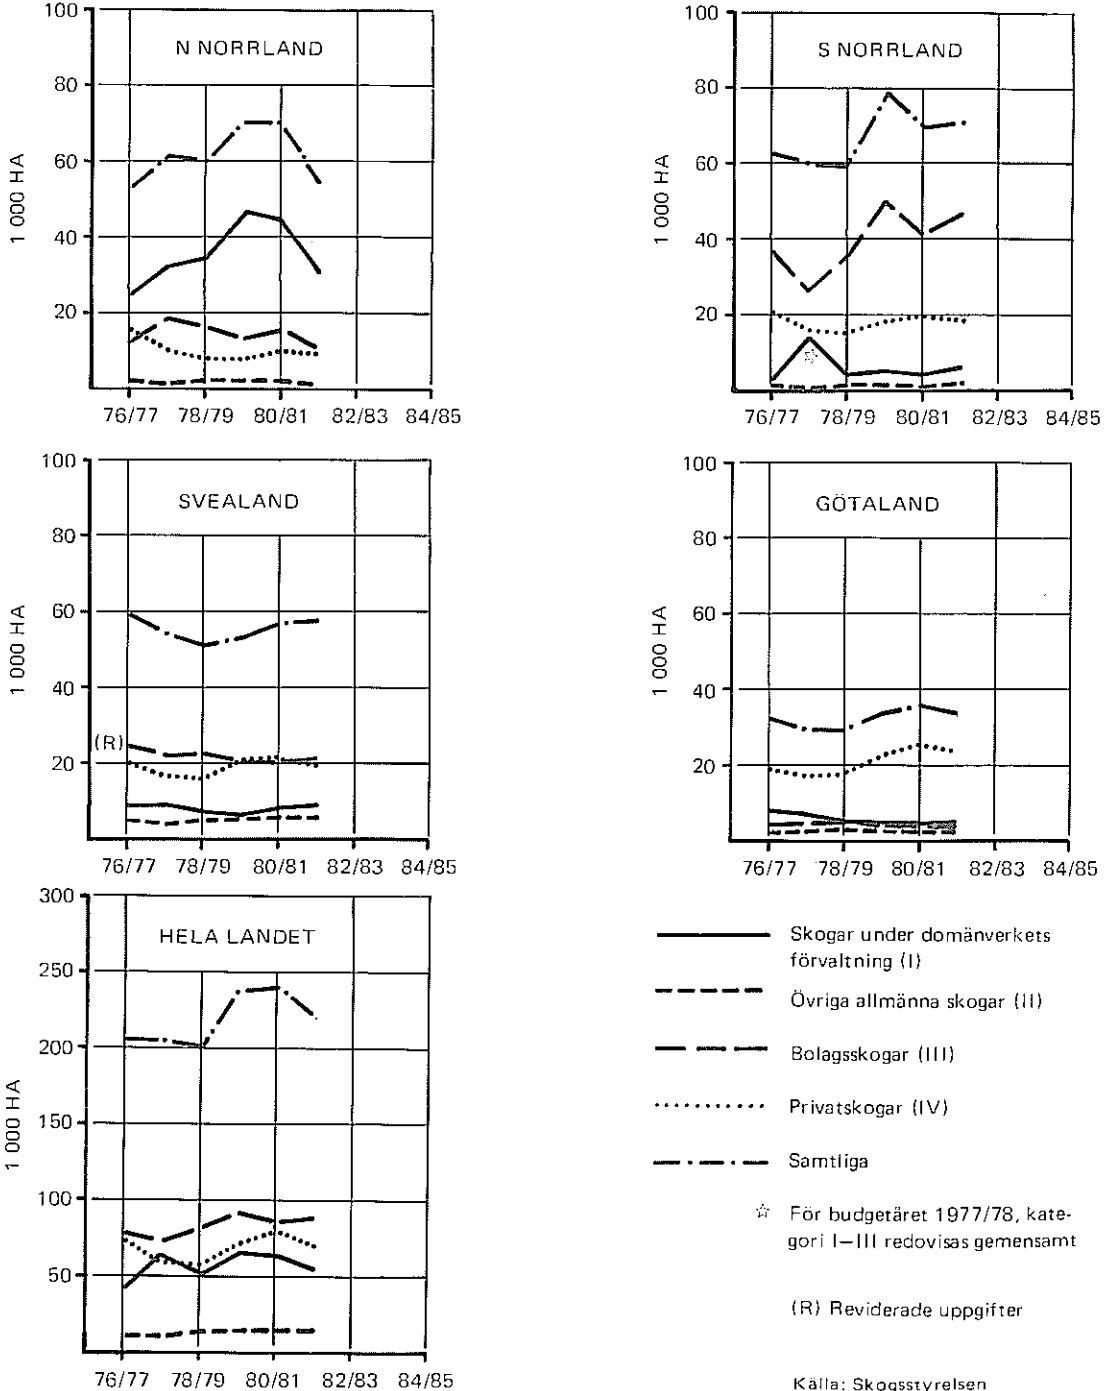 N NORRLAND
1 000 HA
100
80
60
40
20
76/77 78/79 80/81 82/83 84/85
S NORRLAND
1 000 HA
100
80
60
40
20
☆
76/77 78/79 80/81 82/83 84/85
SVEALAND
1 000 HA
100
80
60
40
20
(R)
76/77 78/79 80/81 82/83 84/85
GÖTALAND
1 000 HA
100
80
60
40
20
76/77 78/79 80/81 82/83 84/85
HELA LANDET
1 000 HA
300
250
200
150
100
50
76/77 78/79 80/81 82/83 84/85
Skogar under domänverkets
förvaltning (I)
Övriga allmänna skogar (II)
Bolagsskogar (III)
Privatskogar (IV)
Samtliga
☆ För budgetåret 1977/78, kate-
gori I–III redovisas gemensamt
(R) Reviderade uppgifter
Källa: Skogsstyrelsen